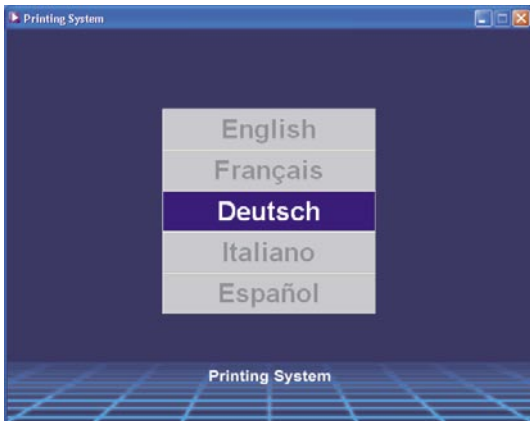 Printing System
English
Français
Deutsch
Italiano
Español
Printing System